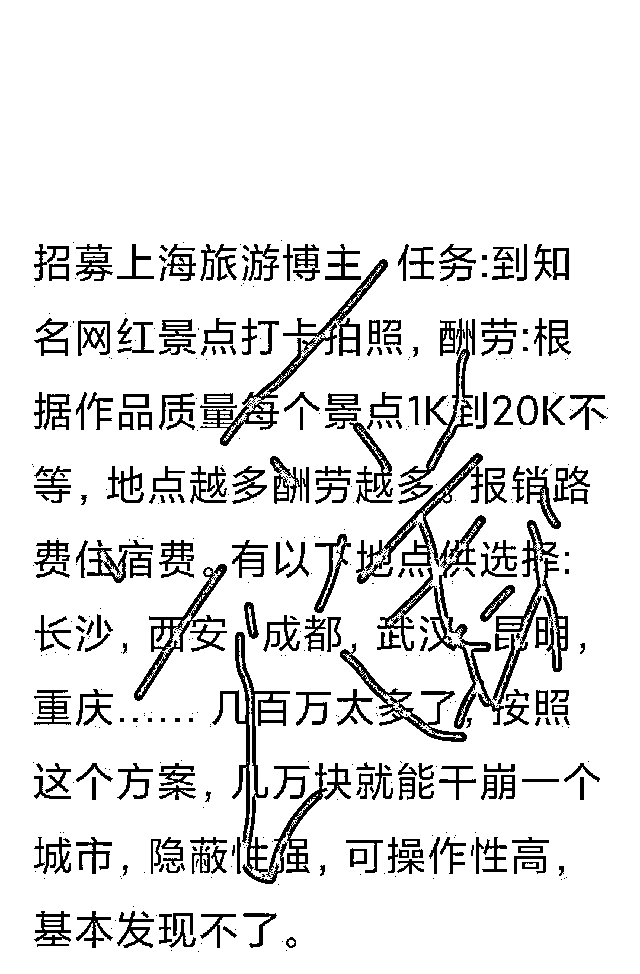 招募上海旅游博主，任务:到知
名网红景点打卡拍照，酬劳:根
据作品质量每个景点1K到20K不
等，地点越多酬劳越多。报销路
费住宿费。有以下地点供选择:
长沙，西安，成都，武汉，昆明，
重庆…… 几百万太多了，按照
这个方案，几万块就能干崩一个
城市，隐蔽性强，可操作性高，
基本发现不了。